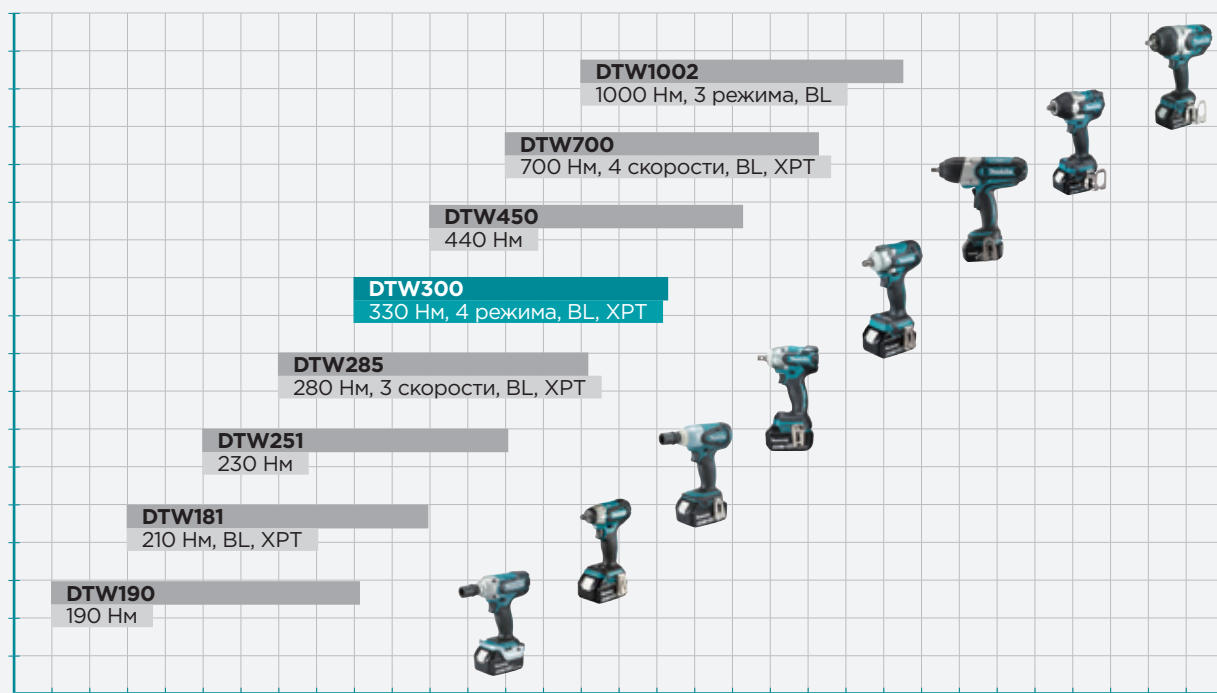 DTW1002
1000 Нм, 3 режима, BL
DTW700
700 Нм, 4 скорости, BL, XPT
DTW450
440 Нм
DTW300
330 Нм, 4 режима, BL, XPT
DTW285
280 Нм, 3 скорости, BL, XPT
DTW251
230 Нм
DTW181
210 Нм, BL, XPT
DTW190
190 Нм